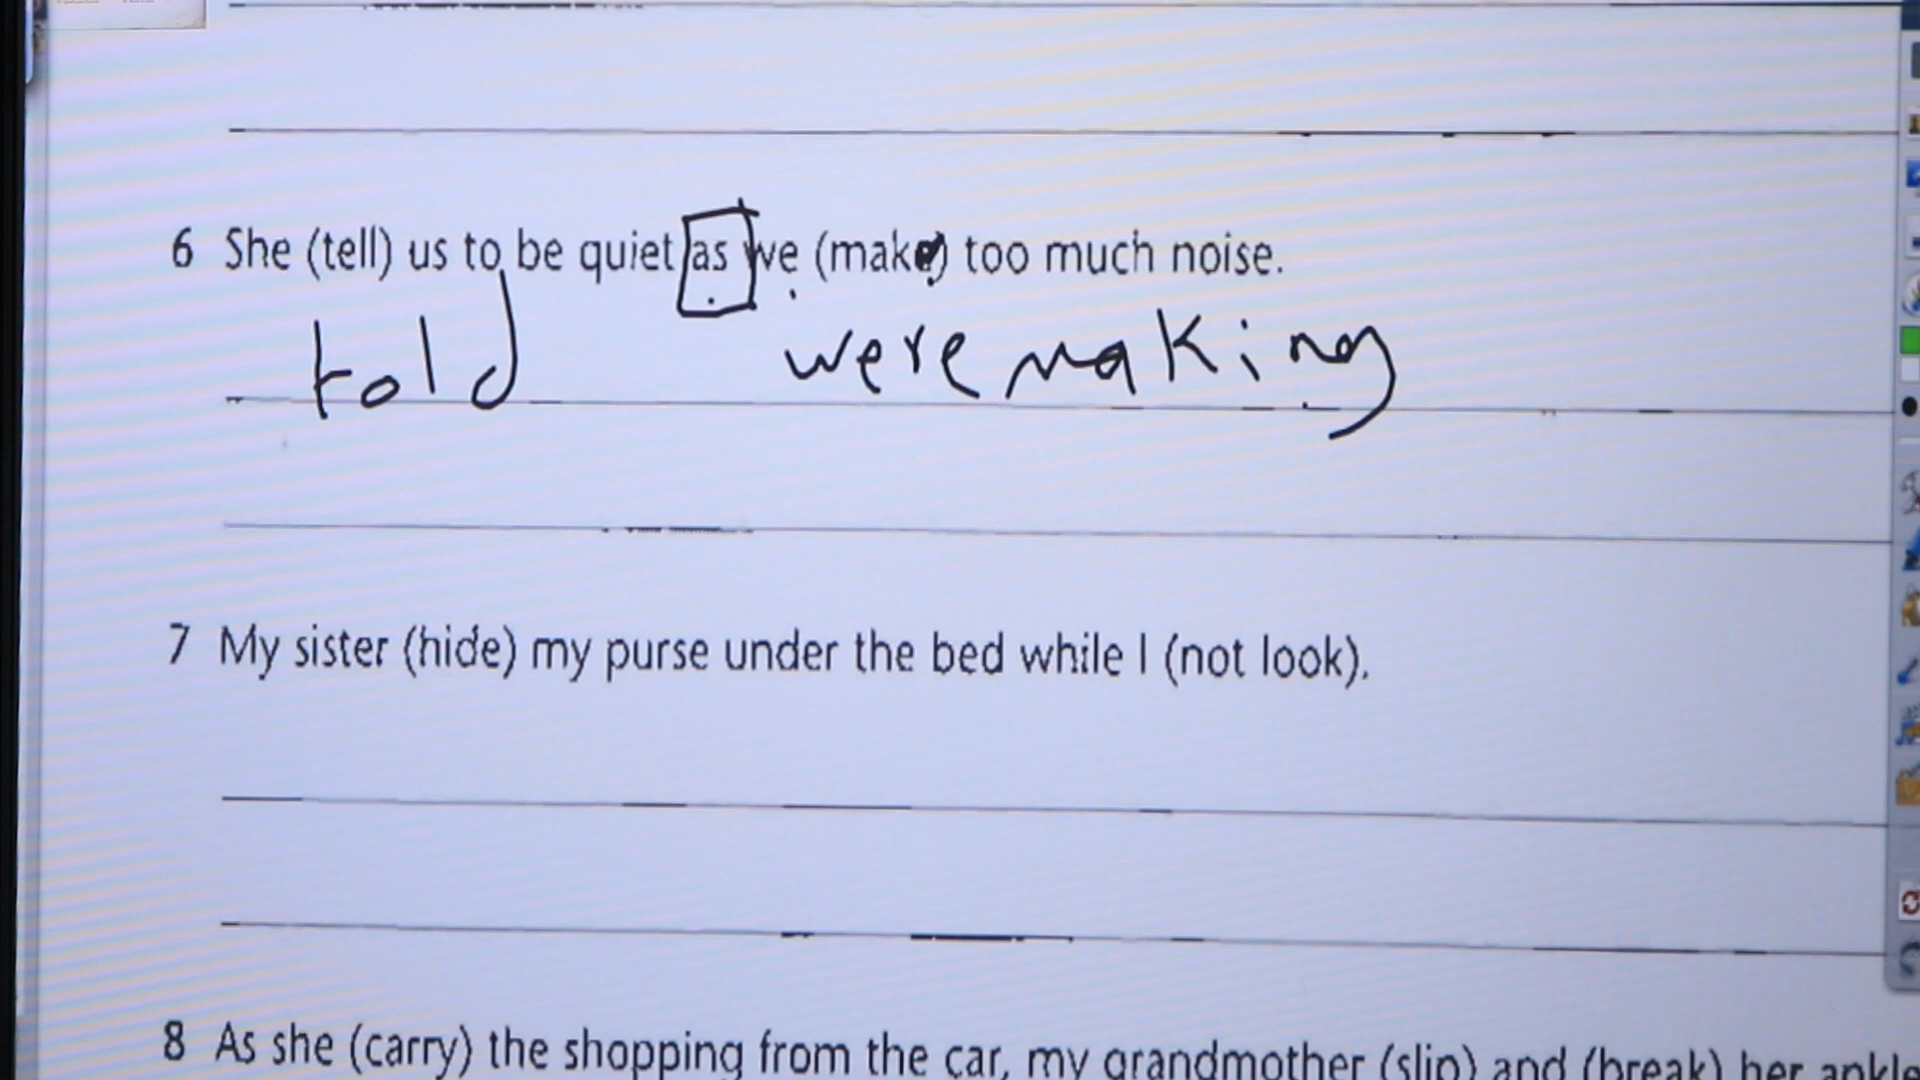 6 She (tell) us to be quiet as we (make) too much noise.
told were making
7 My sister (hide) my purse under the bed while I (not look).
8 As she (carry) the shopping from the car, my grandmother (slip) and (break) her ankle